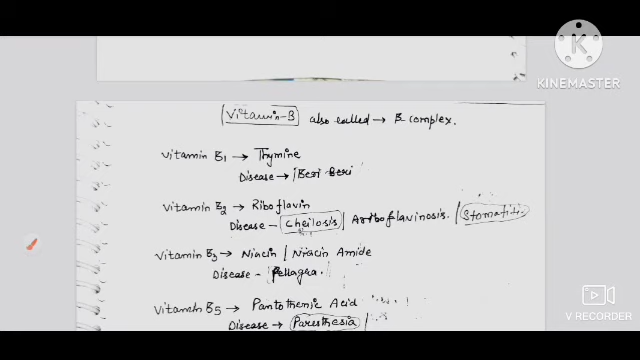 KINEMASTER
Vitamin-B also called → B complex.
Vitamin B1 → Thymine
Disease → Beri Beri
Vitamin B2 → Riboflavin
Disease - Cheilosis / Ariboflavinosis / Stomatitis
Vitamin B3 → Niacin / Niacin Amide
Disease - Pellagra.
Vitamin B5 → Pantothenic Acid
Disease → Paresthesia /
V RECORDER